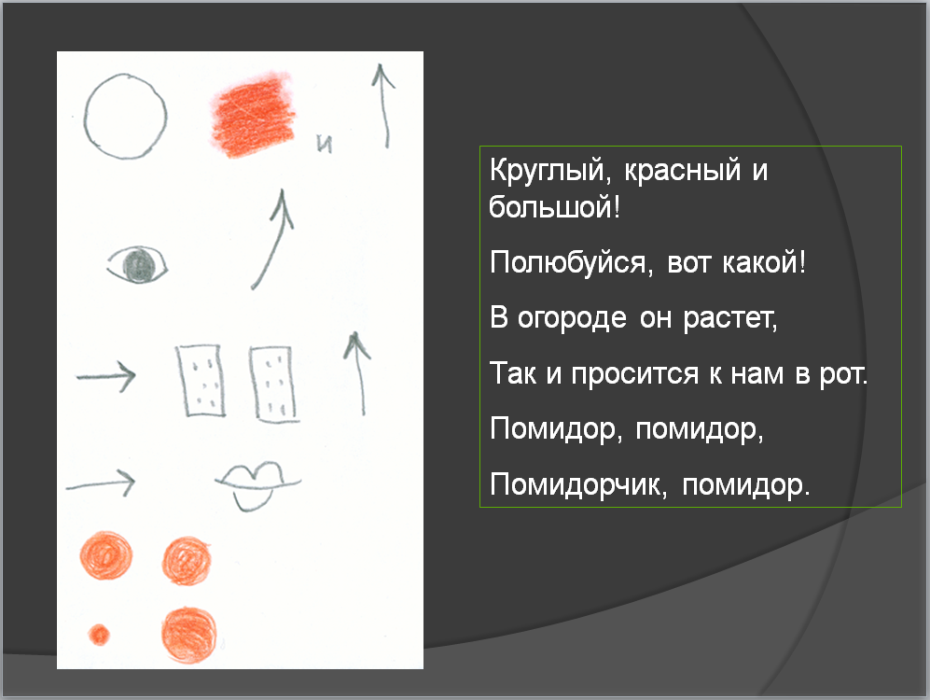 и
Круглый, красный и
большой!
Полюбуйся, вот какой!
В огороде он растет,
Так и просится к нам в рот.
Помидор, помидор,
Помидорчик, помидор.